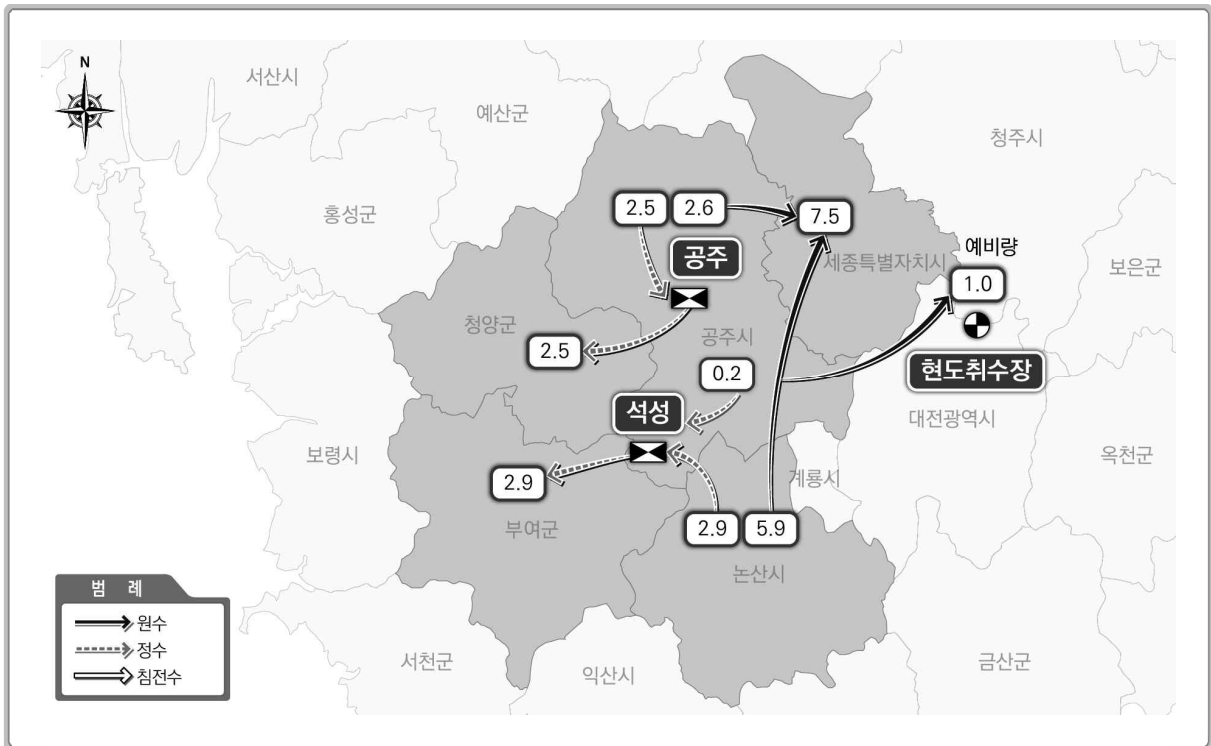 N
서산시
예산군
청주시
홍성군
2.5 2.6
7.5
예비량
공주
세종특별자치시
보은군
1.0
청양군
공주시
2.5
현도취수장
0.2
석성
대전광역시
보령시
옥천군
계룡시
2.9
부여군
2.9 5.9
논산시
범 례
원수
정수
침전수
서천군
익산시
금산군